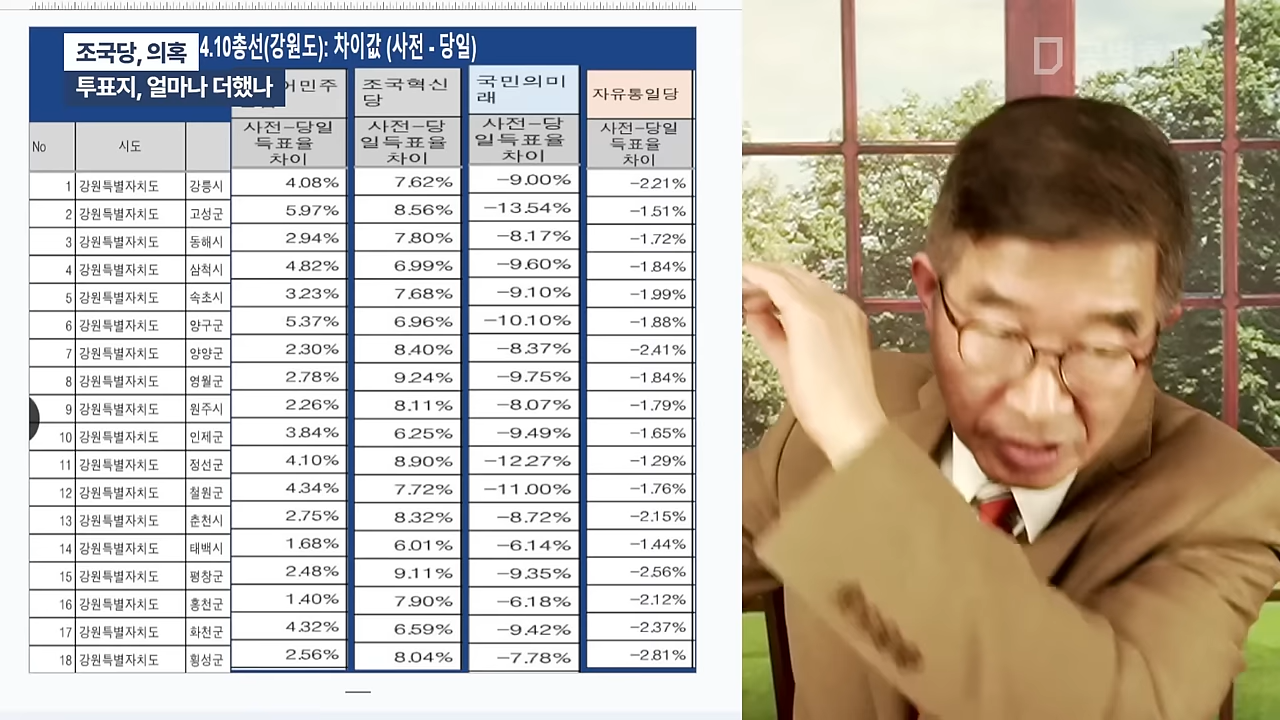 조국당, 의혹
투표지, 얼마나 더했나
4.10총선(강원도): 차이값 (사전 - 당일)
어민주
조국혁신
당
국민의미
래
자유통일당
No
시도
사전-당일
득표율
차이
사전-당
일득표율
차이
사전-당
일득표율
차이
사전-당일
득표율
차이
1 강원특별자치도 강릉시 4.08% 7.62% -9.00% -2.21%
2 강원특별자치도 고성군 5.97% 8.56% -13.54% -1.51%
3 강원특별자치도 동해시 2.94% 7.80% -8.17% -1.72%
4 강원특별자치도 삼척시 4.82% 6.99% -9.60% -1.84%
5 강원특별자치도 속초시 3.23% 7.68% -9.10% -1.99%
6 강원특별자치도 양구군 5.37% 6.96% -10.10% -1.88%
7 강원특별자치도 양양군 2.30% 8.40% -8.37% -2.41%
8 강원특별자치도 영월군 2.78% 9.24% -9.75% -1.84%
9 강원특별자치도 원주시 2.26% 8.11% -8.07% -1.79%
10 강원특별자치도 인제군 3.84% 6.25% -9.49% -1.65%
11 강원특별자치도 정선군 4.10% 8.90% -12.27% -1.29%
12 강원특별자치도 철원군 4.34% 7.72% -11.00% -1.76%
13 강원특별자치도 춘천시 2.75% 8.32% -8.72% -2.15%
14 강원특별자치도 태백시 1.68% 6.01% -6.14% -1.44%
15 강원특별자치도 평창군 2.48% 9.11% -9.35% -2.56%
16 강원특별자치도 홍천군 1.40% 7.90% -6.18% -2.12%
17 강원특별자치도 화천군 4.32% 6.59% -9.42% -2.37%
18 강원특별자치도 횡성군 2.56% 8.04% -7.78% -2.81%